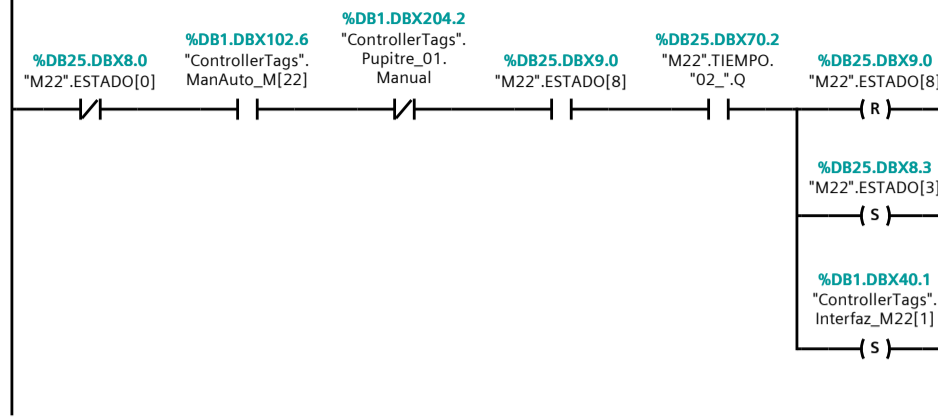 %DB25.DBX8.0
"M22".ESTADO[0]
%DB1.DBX102.6
"ControllerTags".
ManAuto_M[22]
%DB1.DBX204.2
"ControllerTags".
Pupitre_01.
Manual
%DB25.DBX9.0
"M22".ESTADO[8]
%DB25.DBX70.2
"M22".TIEMPO.
"02_".Q
%DB25.DBX9.0
"M22".ESTADO[8]
R
%DB25.DBX8.3
"M22".ESTADO[3]
S
%DB1.DBX40.1
"ControllerTags".
Interfaz_M22[1]
S